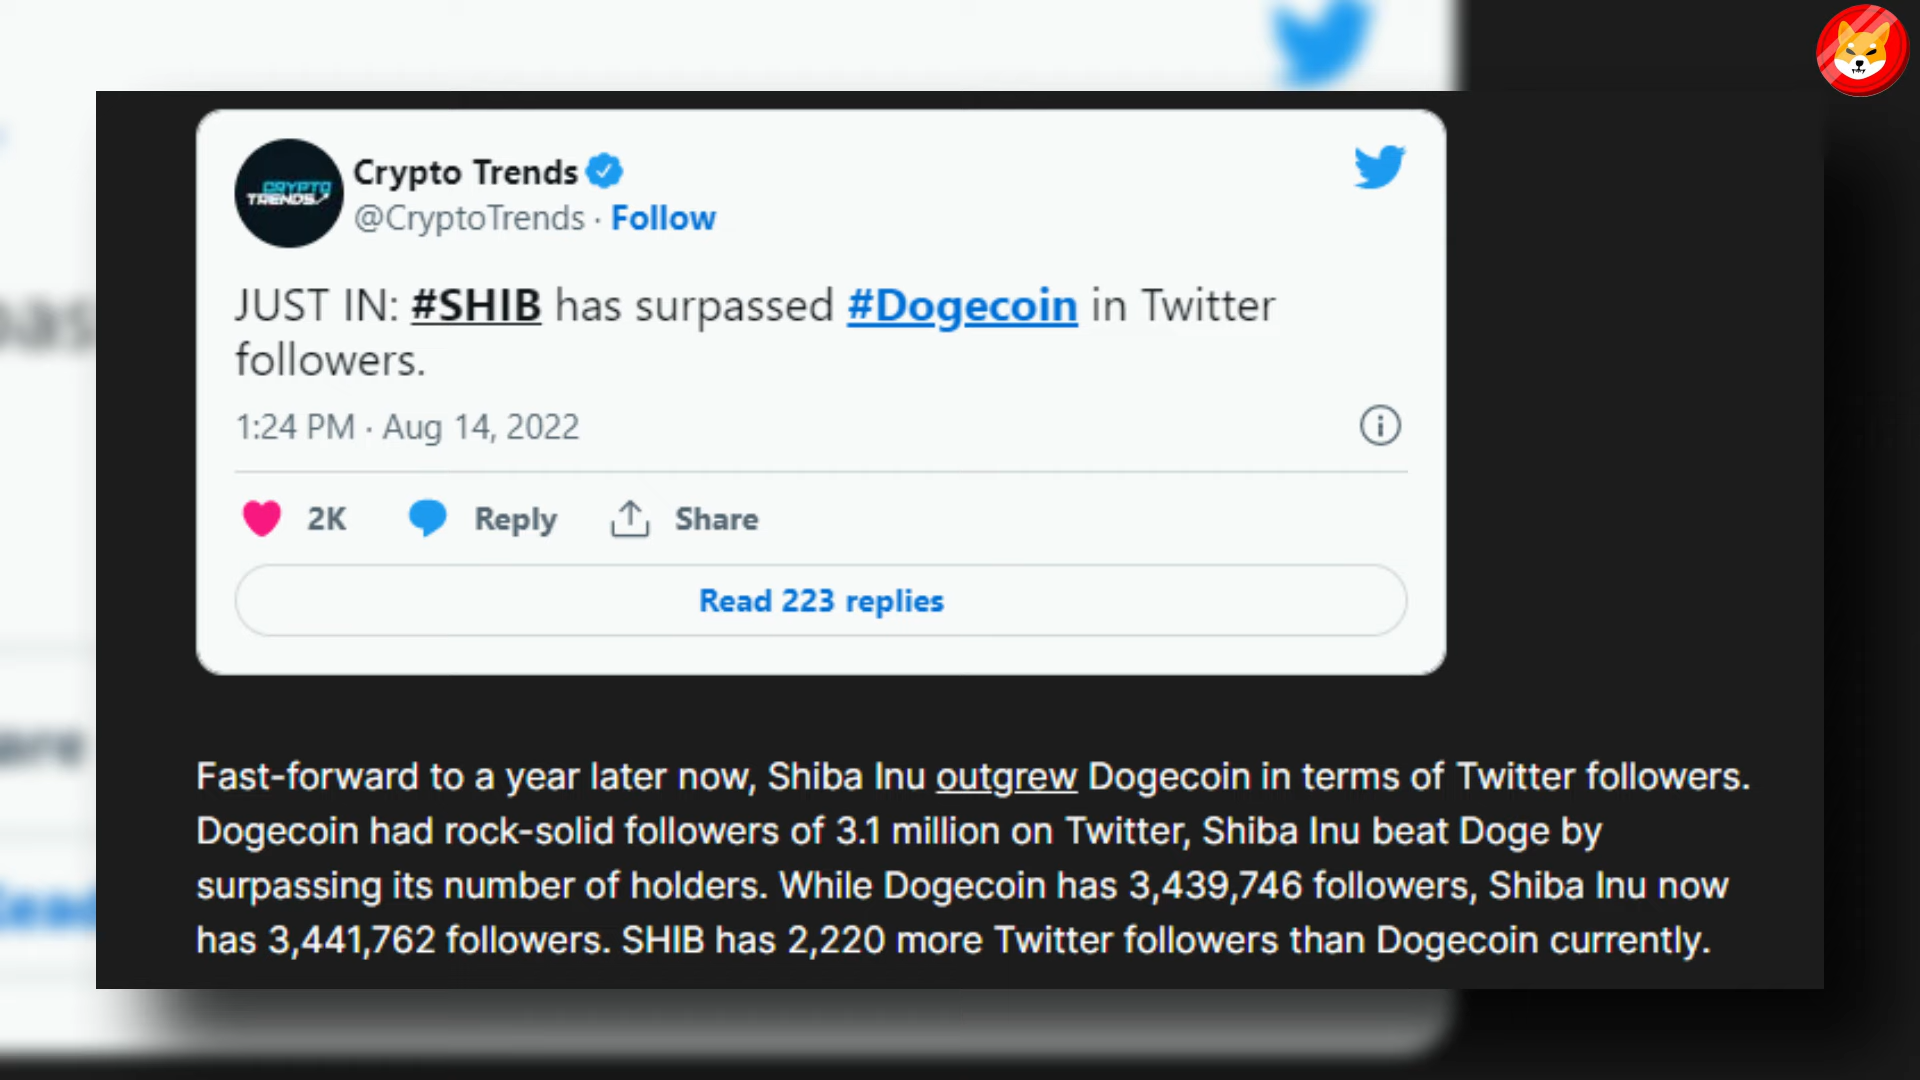 CRYPTO
TRENDS
Crypto Trends
@CryptoTrends · Follow
JUST IN: #SHIB has surpassed #Dogecoin in Twitter
followers.
1:24 PM · Aug 14, 2022
2K Reply Share
Read 223 replies
Fast-forward to a year later now, Shiba Inu outgrew Dogecoin in terms of Twitter followers.
Dogecoin had rock-solid followers of 3.1 million on Twitter, Shiba Inu beat Doge by
surpassing its number of holders. While Dogecoin has 3,439,746 followers, Shiba Inu now
has 3,441,762 followers. SHIB has 2,220 more Twitter followers than Dogecoin currently.